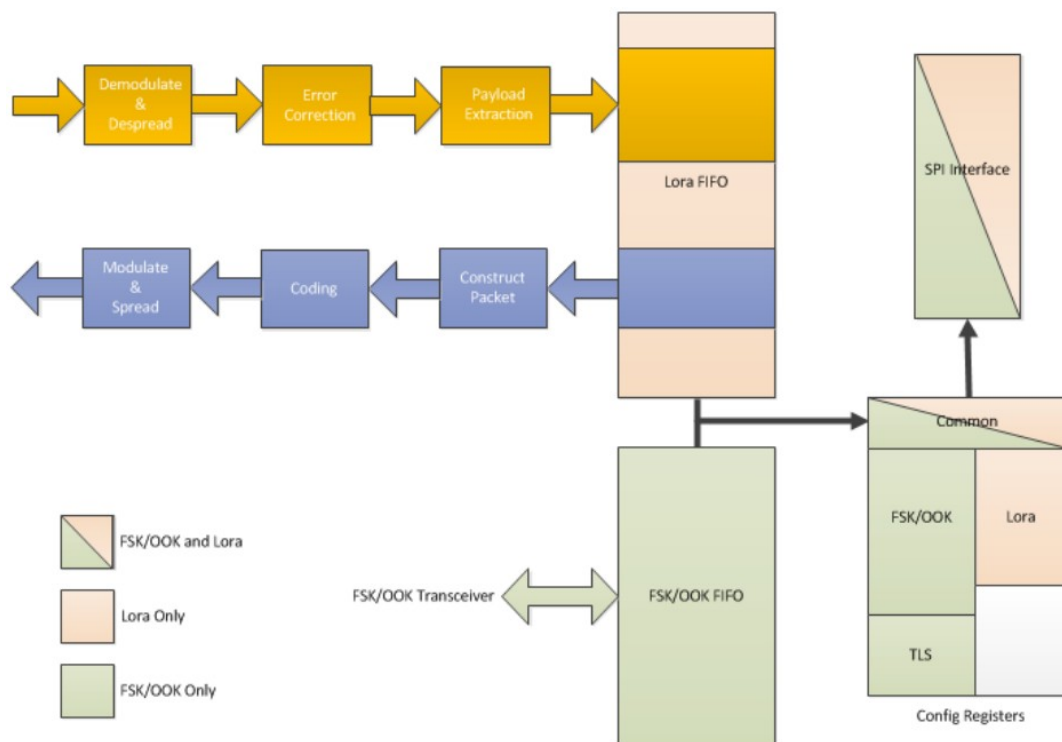 Demodulate
&
Despread
Error
Correction
Payload
Extraction
Lora FIFO
SPI Interface
Modulate
&
Spread
Coding
Construct
Packet
Common
FSK/OOK
Lora
TLS
Config Registers
FSK/OOK and Lora
Lora Only
FSK/OOK Only
FSK/OOK Transceiver
FSK/OOK FIFO